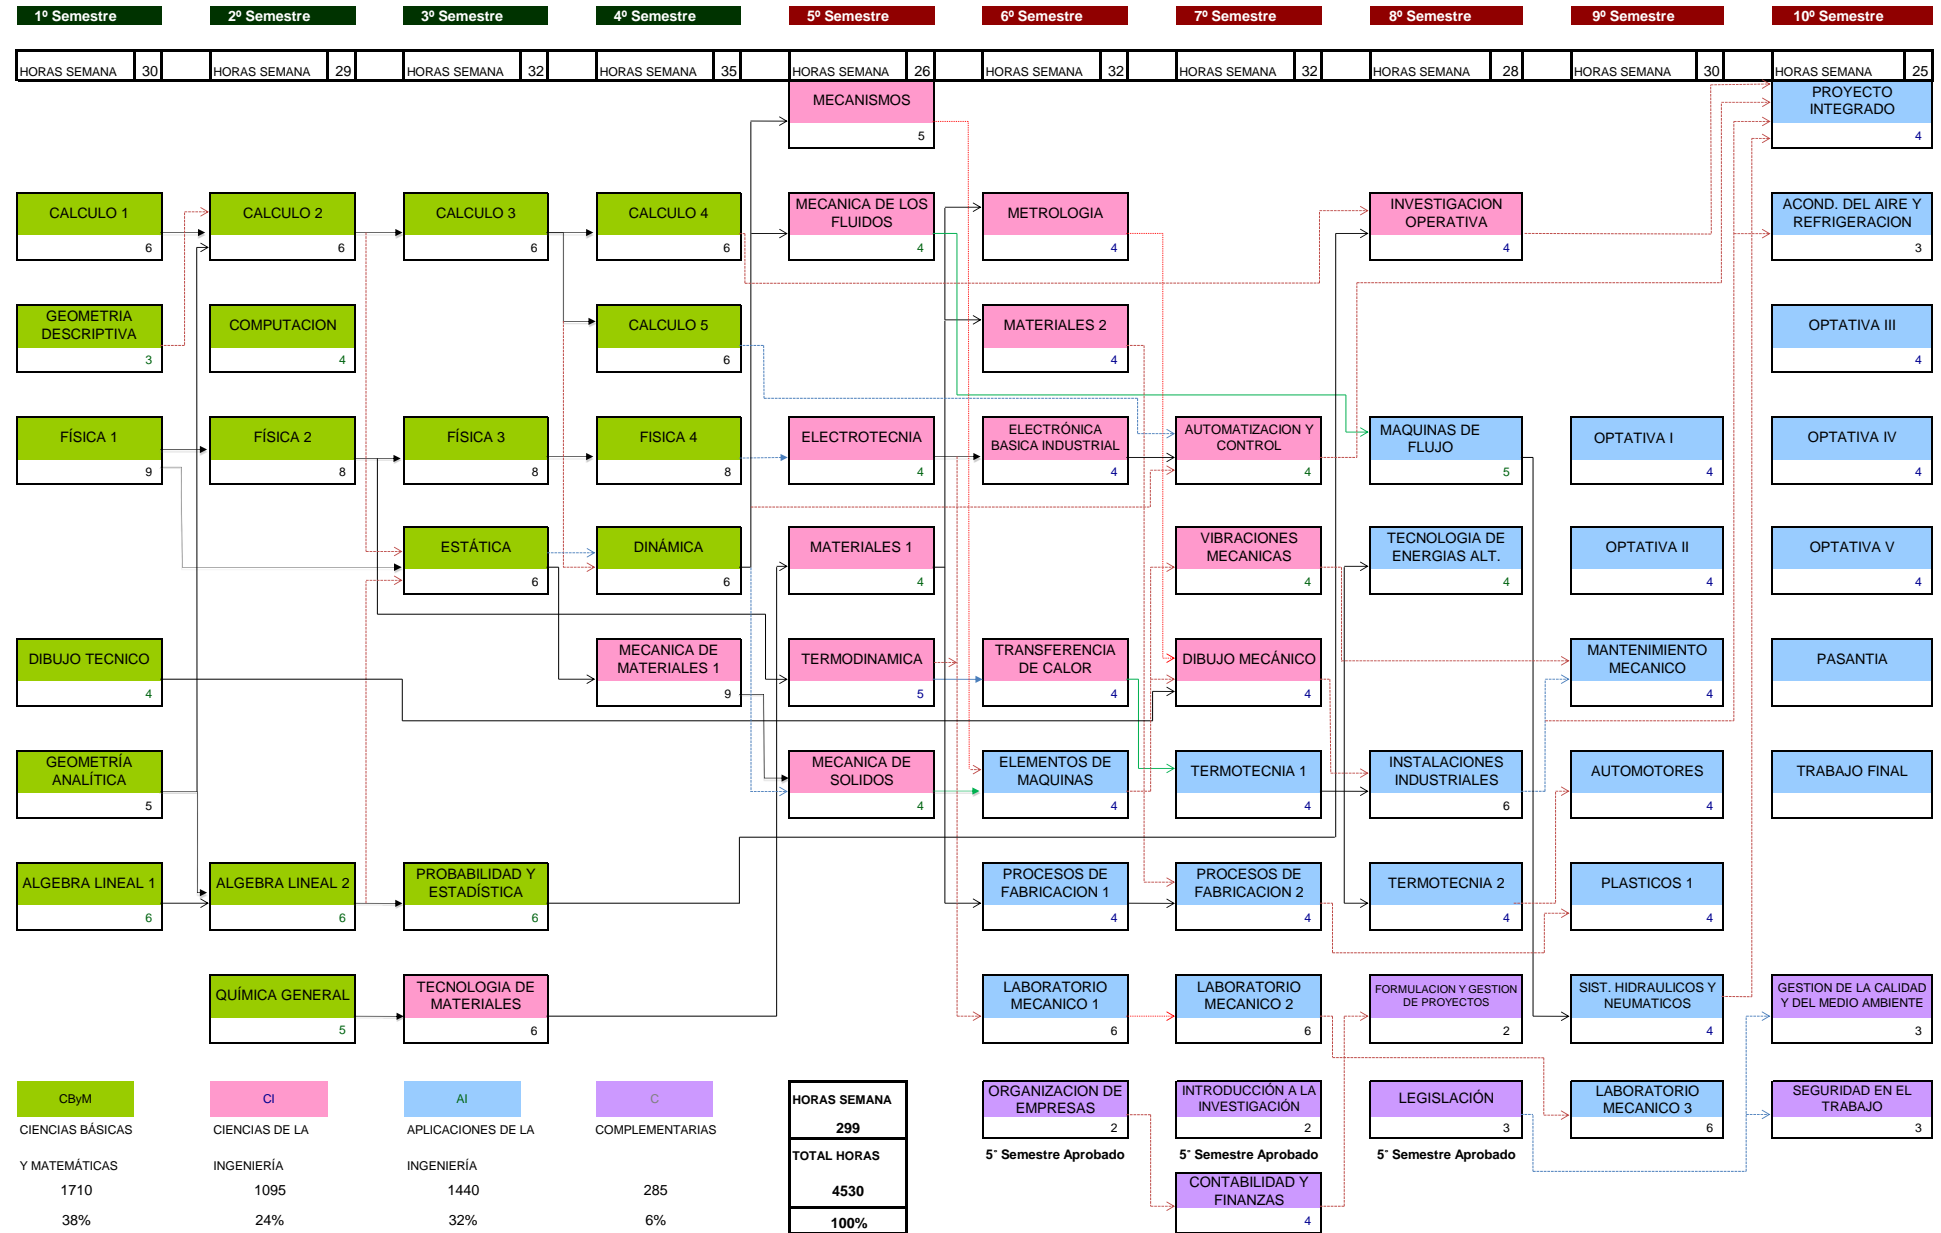 1º Semestre 2º Semestre 3º Semestre 4º Semestre 5º Semestre 6º Semestre 7º Semestre 8º Semestre 9º Semestre 10º Semestre
HORAS SEMANA 30 HORAS SEMANA 29 HORAS SEMANA 32 HORAS SEMANA 35 HORAS SEMANA 26 HORAS SEMANA 32 HORAS SEMANA 32 HORAS SEMANA 28 HORAS SEMANA 30 HORAS SEMANA 25
MECANISMOS
5
PROYECTO
INTEGRADO
4
CALCULO 1
6
CALCULO 2
6
CALCULO 3
6
CALCULO 4
6
MECANICA DE LOS
FLUIDOS
4
METROLOGIA
4
INVESTIGACION
OPERATIVA
4
ACOND. DEL AIRE Y
REFRIGERACION
3
GEOMETRIA
DESCRIPTIVA
3
COMPUTACION
4
CALCULO 5
6
MATERIALES 2
4
OPTATIVA III
4
FÍSICA 1
9
FÍSICA 2
8
FÍSICA 3
8
FISICA 4
8
ELECTROTECNIA
4
ELECTRÓNICA
BASICA INDUSTRIAL
4
AUTOMATIZACION Y
CONTROL
4
MAQUINAS DE
FLUJO
5
OPTATIVA I
4
OPTATIVA IV
4
ESTÁTICA
6
DINÁMICA
6
MATERIALES 1
4
VIBRACIONES
MECANICAS
4
TECNOLOGIA DE
ENERGIAS ALT.
4
OPTATIVA II
4
OPTATIVA V
4
DIBUJO TECNICO
4
MECANICA DE
MATERIALES 1
9
TERMODINAMICA
5
TRANSFERENCIA
DE CALOR
4
DIBUJO MECÁNICO
4
MANTENIMIENTO
MECANICO
4
PASANTIA
GEOMETRÍA
ANALÍTICA
5
MECANICA DE
SOLIDOS
4
ELEMENTOS DE
MAQUINAS
4
TERMOTECNIA 1
4
INSTALACIONES
INDUSTRIALES
6
AUTOMOTORES
4
TRABAJO FINAL
ALGEBRA LINEAL 1
6
ALGEBRA LINEAL 2
6
PROBABILIDAD Y
ESTADÍSTICA
6
PROCESOS DE
FABRICACION 1
4
PROCESOS DE
FABRICACION 2
4
TERMOTECNIA 2
4
PLASTICOS 1
4
QUÍMICA GENERAL
5
TECNOLOGIA DE
MATERIALES
6
LABORATORIO
MECANICO 1
6
LABORATORIO
MECANICO 2
6
FORMULACION Y GESTION
DE PROYECTOS
2
SIST. HIDRAULICOS Y
NEUMATICOS
4
GESTION DE LA CALIDAD
Y DEL MEDIO AMBIENTE
3
ORGANIZACION DE
EMPRESAS
2
5˜ Semestre Aprobado
INTRODUCCIÓN A LA
INVESTIGACIÓN
2
5˜ Semestre Aprobado
LEGISLACIÓN
3
5˜ Semestre Aprobado
LABORATORIO
MECANICO 3
6
SEGURIDAD EN EL
TRABAJO
3
CONTABILIDAD Y
FINANZAS
4
CByM
CIENCIAS BÁSICAS
Y MATEMÁTICAS
1710
38%
CI
CIENCIAS DE LA
INGENIERÍA
1095
24%
AI
APLICACIONES DE LA
INGENIERÍA
1440
32%
C
COMPLEMENTARIAS
285
6%
HORAS SEMANA
299
TOTAL HORAS
4530
100%